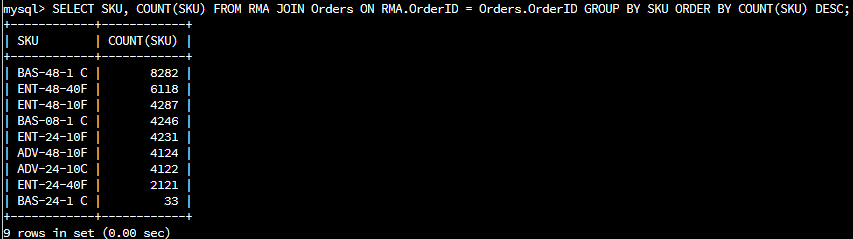 mysql> SELECT SKU, COUNT(SKU) FROM RMA JOIN Orders ON RMA.OrderID = Orders.OrderID GROUP BY SKU ORDER BY COUNT(SKU) DESC;
+------------+------------+
| SKU        | COUNT(SKU) |
+------------+------------+
| BAS-48-1 C |       8282 |
| ENT-48-40F |       6118 |
| ENT-48-10F |       4287 |
| BAS-08-1 C |       4246 |
| ENT-24-10F |       4231 |
| ADV-48-10F |       4124 |
| ADV-24-10C |       4122 |
| ENT-24-40F |       2121 |
| BAS-24-1 C |         33 |
+------------+------------+
9 rows in set (0.00 sec)